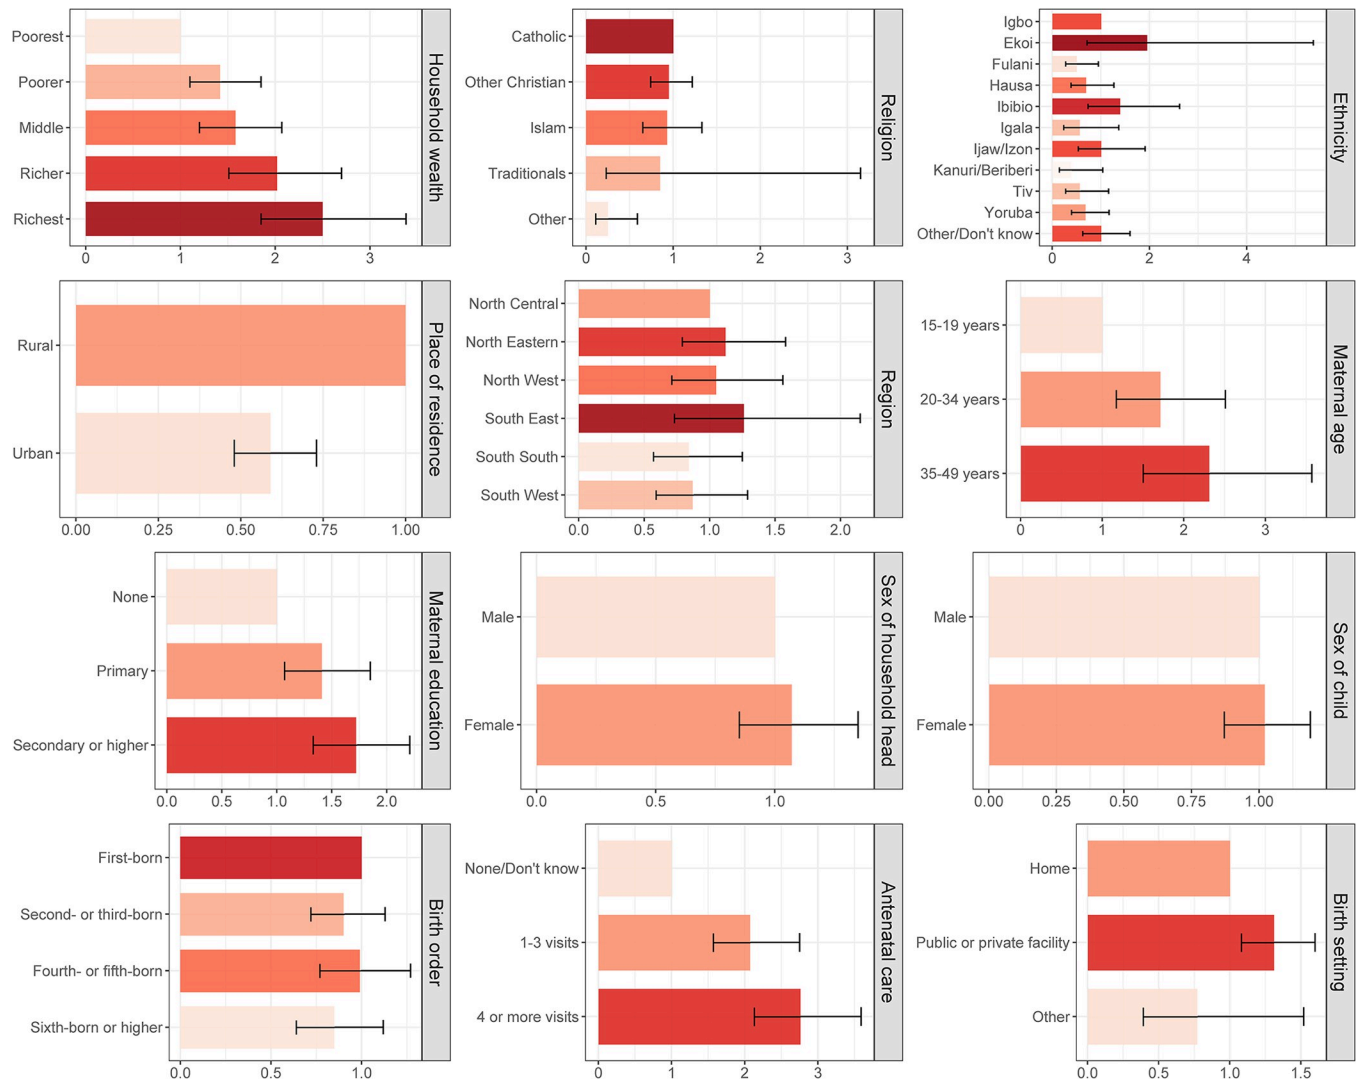 Poorest
Poorer
Middle
Richer
Richest
0 1 2 3
Household wealth
Catholic
Other Christian
Islam
Traditionals
Other
0 1 2 3
Religion
Igbo
Ekoi
Fulani
Hausa
Ibibio
Igala
Ijaw/Izon
Kanuri/Beriberi
Tiv
Yoruba
Other/Don't know
0 2 4
Ethnicity
Rural
Urban
0.00 0.25 0.50 0.75 1.00
Place of residence
North Central
North Eastern
North West
South East
South South
South West
0.0 0.5 1.0 1.5 2.0
Region
15-19 years
20-34 years
35-49 years
0 1 2 3
Maternal age
None
Primary
Secondary or higher
0.0 0.5 1.0 1.5 2.0
Maternal education
Male
Female
0.0 0.5 1.0
Sex of household head
Male
Female
0.00 0.25 0.50 0.75 1.00
Sex of child
First-born
Second- or third-born
Fourth- or fifth-born
Sixth-born or higher
0.0 0.5 1.0
Birth order
None/Don't know
1-3 visits
4 or more visits
0 1 2 3
Antenatal care
Home
Public or private facility
Other
0.0 0.5 1.0 1.5
Birth setting